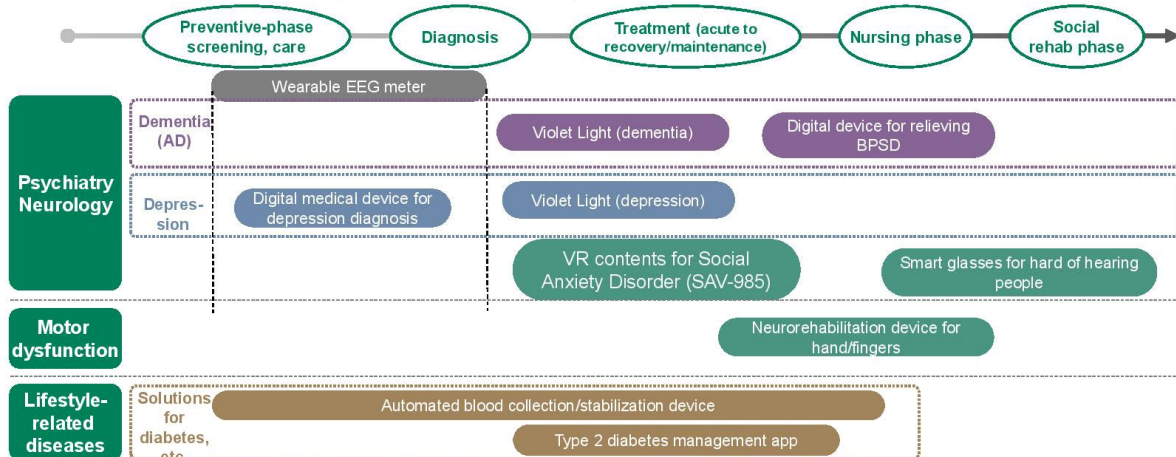 Preventive-phase
screening, care
Diagnosis
Treatment (acute to
recovery/maintenance)
Nursing phase
Social
rehab phase
Wearable EEG meter
Psychiatry
Neurology
Dementia
(AD)
Violet Light (dementia)
Digital device for relieving
BPSD
Depres-
sion
Digital medical device for
depression diagnosis
Violet Light (depression)
VR contents for Social
Anxiety Disorder (SAV-985)
Smart glasses for hard of hearing
people
Motor
dysfunction
Neurorehabilitation device for
hand/fingers
Lifestyle-
related
diseases
Solutions
for
diabetes,
etc
Automated blood collection/stabilization device
Type 2 diabetes management app